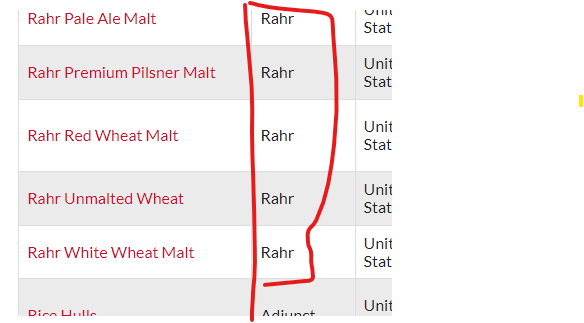 Rahr Pale Ale Malt Rahr Unit
Stat
Rahr Premium Pilsner Malt Rahr Unit
Stat
Rahr Red Wheat Malt Rahr Unit
Stat
Rahr Unmalted Wheat Rahr Unit
Stat
Rahr White Wheat Malt Rahr Unit
Stat
Rice Hulls Adjunct Unit